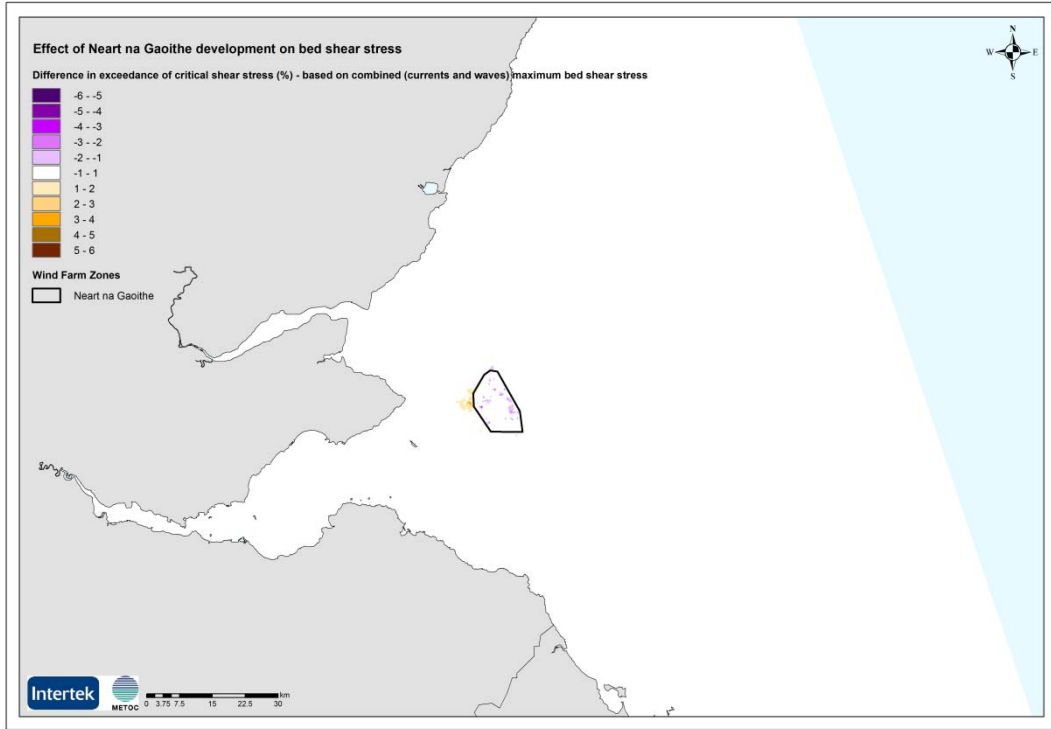 Effect of Neart na Gaoithe development on bed shear stress
Difference in exceedance of critical shear stress (%) - based on combined (currents and waves) maximum bed shear stress
-6 - -5
-5 - -4
-4 - -3
-3 - -2
-2 - -1
-1 - 1
1 - 2
2 - 3
3 - 4
4 - 5
5 - 6
Wind Farm Zones
Neart na Gaoithe
N
W E
S
Intertek
METOC
km
0 3.75 7.5 15 22.5 30